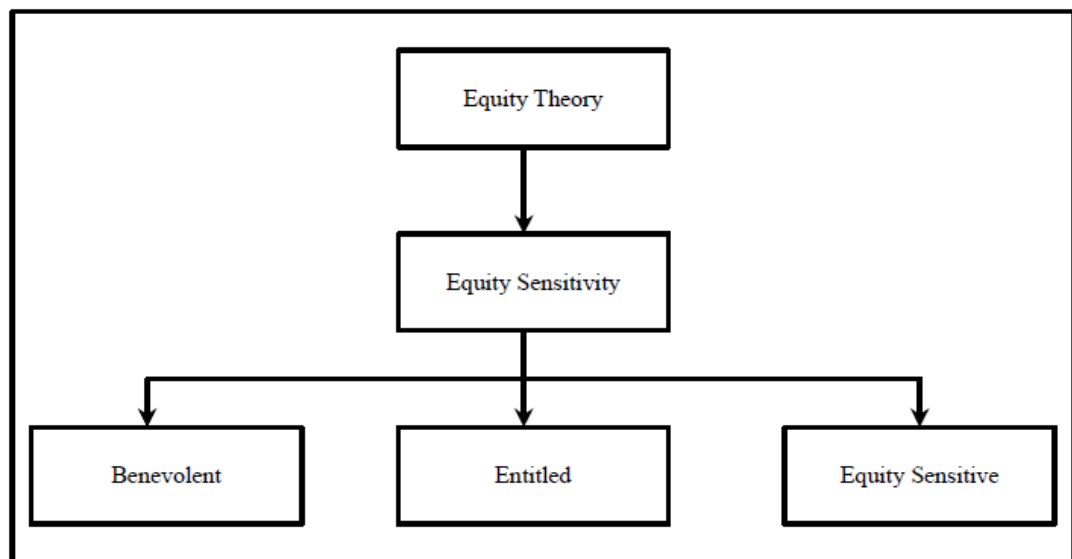 Equity Theory
Equity Sensitivity
Benevolent
Entitled
Equity Sensitive